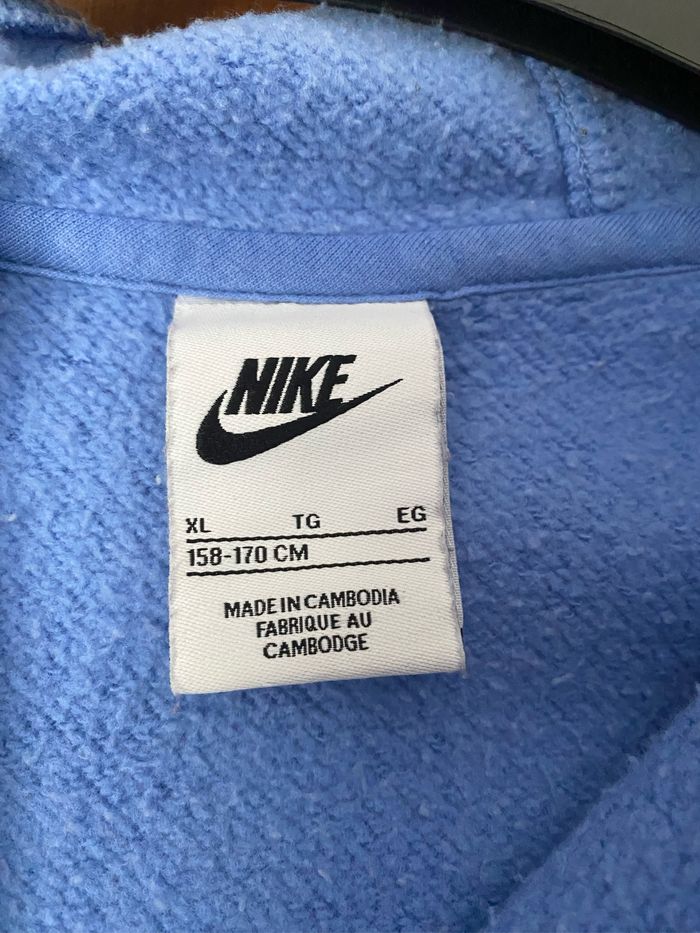 NIKE
XL TG EG
158-170 CM
MADE IN CAMBODIA
FABRIQUE AU
CAMBODGE